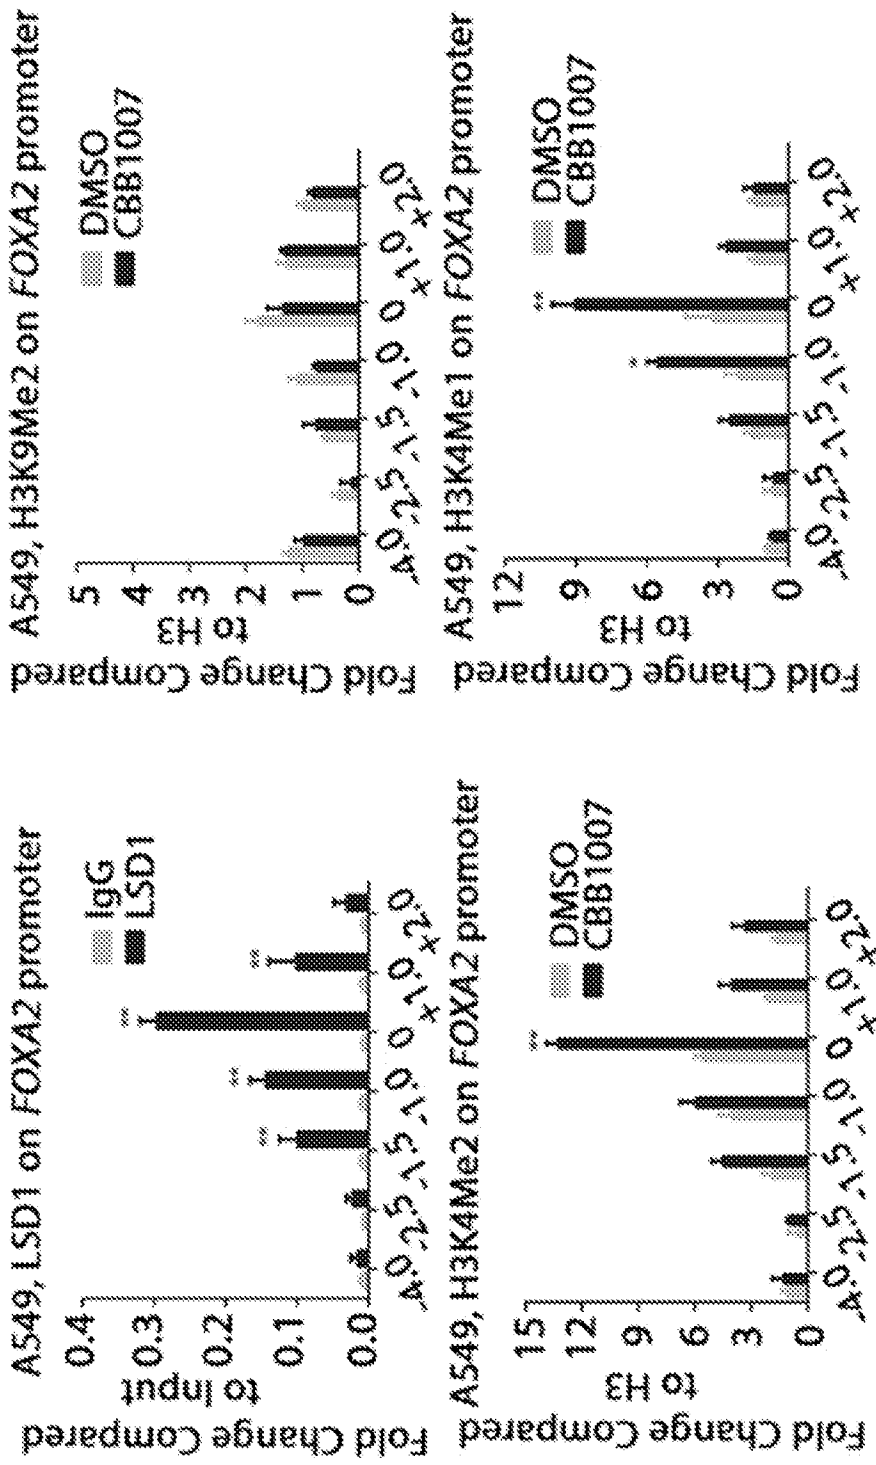 A549, LSD1 on FOXA2 promoter
Fold Change Compared
to Input
0.4
0.3
0.2
0.1
0.0
IgG
LSD1
**
**
**
**
-4.0 -2.5 -1.5 -1.0 0 +1.0 +2.0
A549, H3K9Me2 on FOXA2 promoter
Fold Change Compared
to H3
5
4
3
2
1
0
DMSO
CBB1007
-4.0 -2.5 -1.5 -1.0 0 +1.0 +2.0
A549, H3K4Me2 on FOXA2 promoter
Fold Change Compared
to H3
15
12
9
6
3
0
DMSO
CBB1007
**
-4.0 -2.5 -1.5 -1.0 0 +1.0 +2.0
A549, H3K4Me1 on FOXA2 promoter
Fold Change Compared
to H3
12
9
6
3
0
DMSO
CBB1007
*
**
-4.0 -2.5 -1.5 -1.0 0 +1.0 +2.0